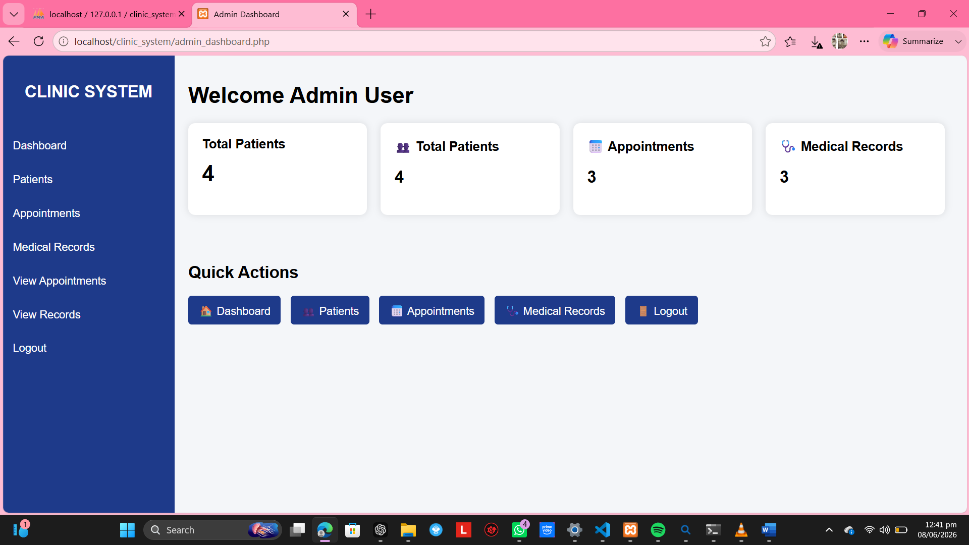 localhost / 127.0.0.1 / clinic_system
Admin Dashboard
localhost/clinic_system/admin_dashboard.php
Summarize
CLINIC SYSTEM
Dashboard
Patients
Appointments
Medical Records
View Appointments
View Records
Logout
Welcome Admin User
Total Patients
4
Total Patients
4
Appointments
3
Medical Records
3
Quick Actions
Dashboard
Patients
Appointments
Medical Records
Logout
1
Search
L
4
12:41 pm
08/06/2026